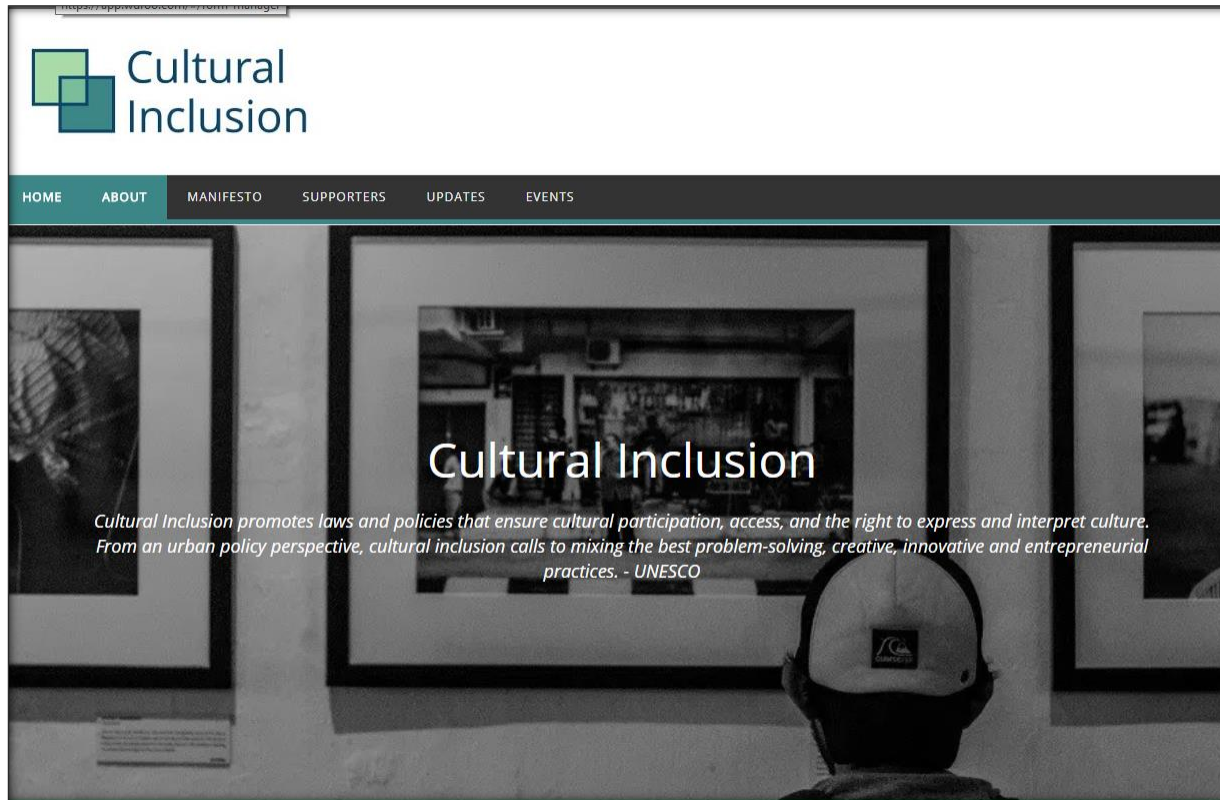 Cultural
Inclusion
HOME ABOUT MANIFESTO SUPPORTERS UPDATES EVENTS
Cultural Inclusion
Cultural Inclusion promotes laws and policies that ensure cultural participation, access, and the right to express and interpret culture.
From an urban policy perspective, cultural inclusion calls to mixing the best problem-solving, creative, innovative and entrepreneurial
practices. - UNESCO